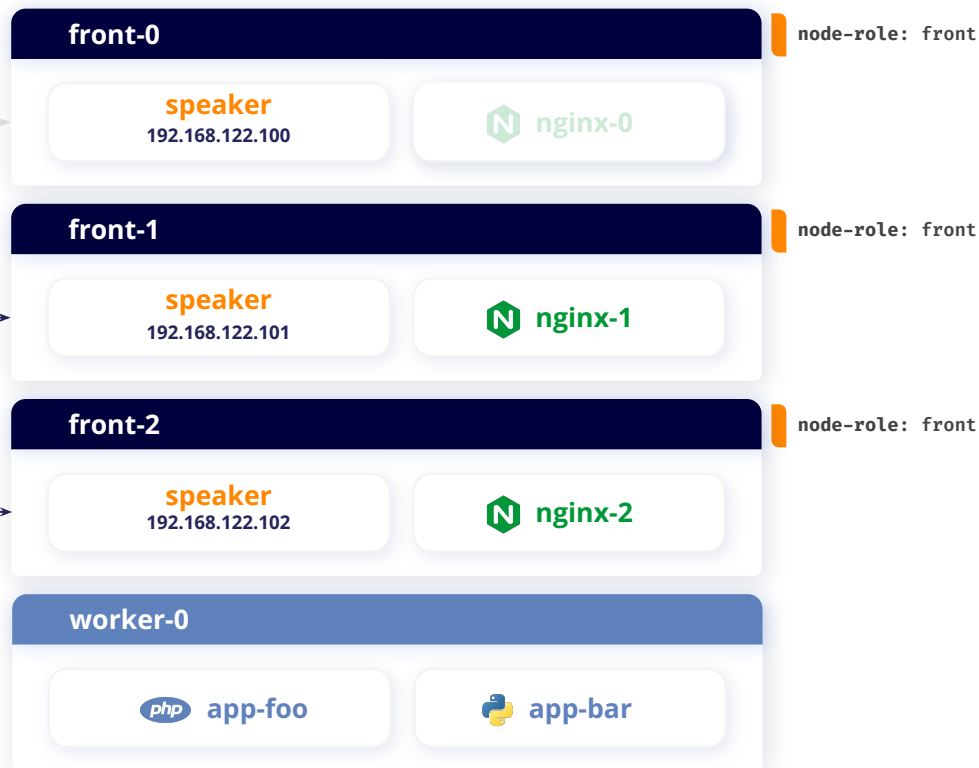 front-0
node-role: front
speaker
192.168.122.100
nginx-0
front-1
node-role: front
speaker
192.168.122.101
nginx-1
front-2
node-role: front
speaker
192.168.122.102
nginx-2
worker-0
php app-foo
app-bar